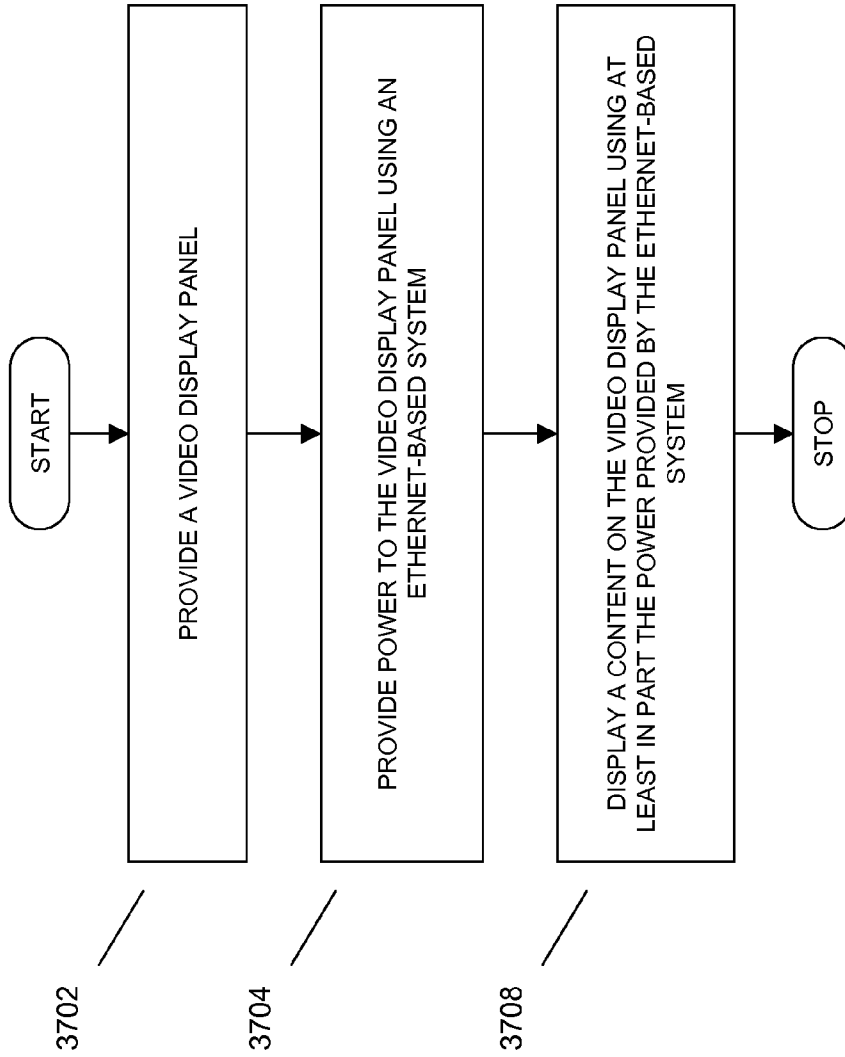 START
3702
PROVIDE A VIDEO DISPLAY PANEL
3704
PROVIDE POWER TO THE VIDEO DISPLAY PANEL USING AN
ETHERNET-BASED SYSTEM
3708
DISPLAY A CONTENT ON THE VIDEO DISPLAY PANEL USING AT
LEAST IN PART THE POWER PROVIDED BY THE ETHERNET-BASED
SYSTEM
STOP